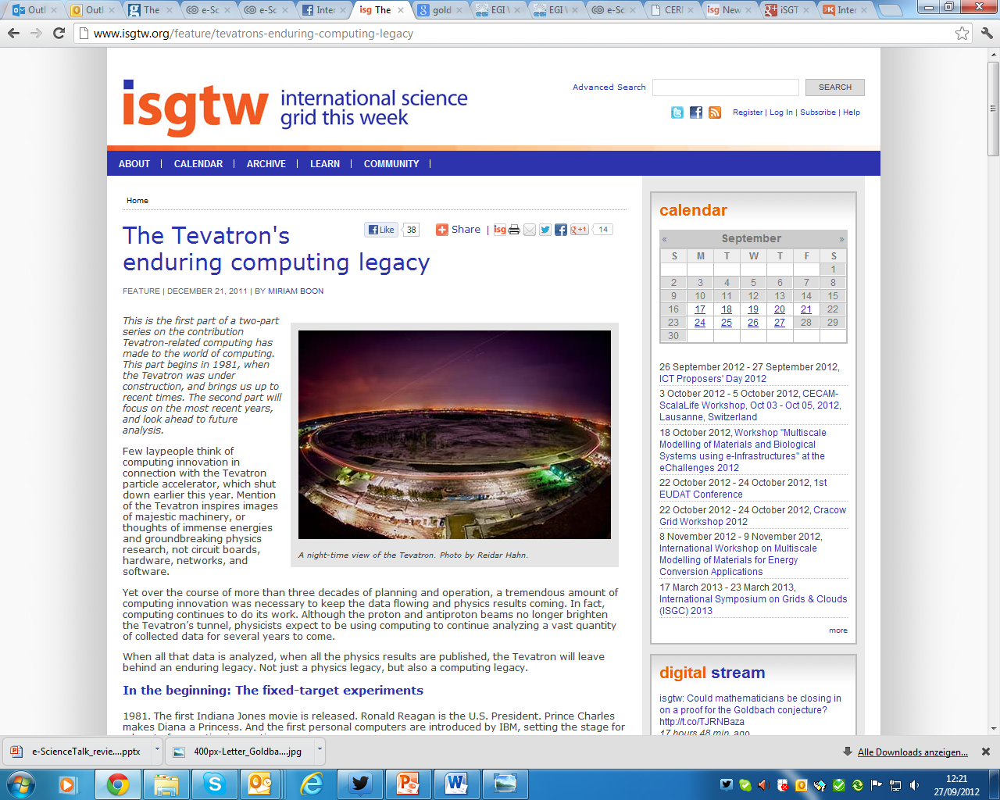 Outl
Outl
The
e-Sc
e-Sc
Inter
isg The
gold
EGI
EGI
e-Sc
CERI
isg New
iSGT
Inter
www.isgtw.org/feature/tevatrons-enduring-computing-legacy
isgtw international science
grid this week
Advanced Search
SEARCH
Register | Log In | Subscribe | Help
ABOUT | CALENDAR | ARCHIVE | LEARN | COMMUNITY |
Home
The Tevatron's
enduring computing legacy
Like 38
Share | isg
+1 14
FEATURE | DECEMBER 21, 2011 | BY MIRIAM BOON
This is the first part of a two-part
series on the contribution
Tevatron-related computing has
made to the world of computing.
This part begins in 1981, when
the Tevatron was under
construction, and brings us up to
recent times. The second part will
focus on the most recent years,
and look ahead to future
analysis.
A night-time view of the Tevatron. Photo by Reidar Hahn.
Few laypeople think of
computing innovation in
connection with the Tevatron
particle accelerator, which shut
down earlier this year. Mention
of the Tevatron inspires images
of majestic machinery, or
thoughts of immense energies
and groundbreaking physics
research, not circuit boards,
hardware, networks, and
software.
Yet over the course of more than three decades of planning and operation, a tremendous amount of
computing innovation was necessary to keep the data flowing and physics results coming. In fact,
computing continues to do its work. Although the proton and antiproton beams no longer brighten
the Tevatron's tunnel, physicists expect to be using computing to continue analyzing a vast quantity
of collected data for several years to come.
When all that data is analyzed, when all the physics results are published, the Tevatron will leave
behind an enduring legacy. Not just a physics legacy, but also a computing legacy.
In the beginning: The fixed-target experiments
1981. The first Indiana Jones movie is released. Ronald Reagan is the U.S. President. Prince Charles
makes Diana a Princess. And the first personal computers are introduced by IBM, setting the stage for
calendar
« September »
S M T W T F S
1
2 3 4 5 6 7 8
9 10 11 12 13 14 15
16 17 18 19 20 21 22
23 24 25 26 27 28 29
30
26 September 2012 - 27 September 2012,
ICT Proposers' Day 2012
3 October 2012 - 5 October 2012, CECAM-
ScalaLife Workshop, Oct 03 - Oct 05, 2012,
Lausanne, Switzerland
18 October 2012, Workshop "Multiscale
Modelling of Materials and Biological
Systems using e-Infrastructures" at the
eChallenges 2012
22 October 2012 - 24 October 2012, 1st
EUDAT Conference
22 October 2012 - 24 October 2012, Cracow
Grid Workshop 2012
8 November 2012 - 9 November 2012,
International Workshop on Multiscale
Modelling of Materials for Energy
Conversion Applications
17 March 2013 - 23 March 2013,
International Symposium on Grids & Clouds
(ISGC) 2013
more
digital stream
isgtw: Could mathematicians be closing in
on a proof for the Goldbach conjecture?
http://t.co/TJRNBaza
17 hours 48 min. ago
e-ScienceTalk_revie....pptx
400px-Letter_Goldba....jpg
Alle Downloads anzeigen...
12:21
27/09/2012